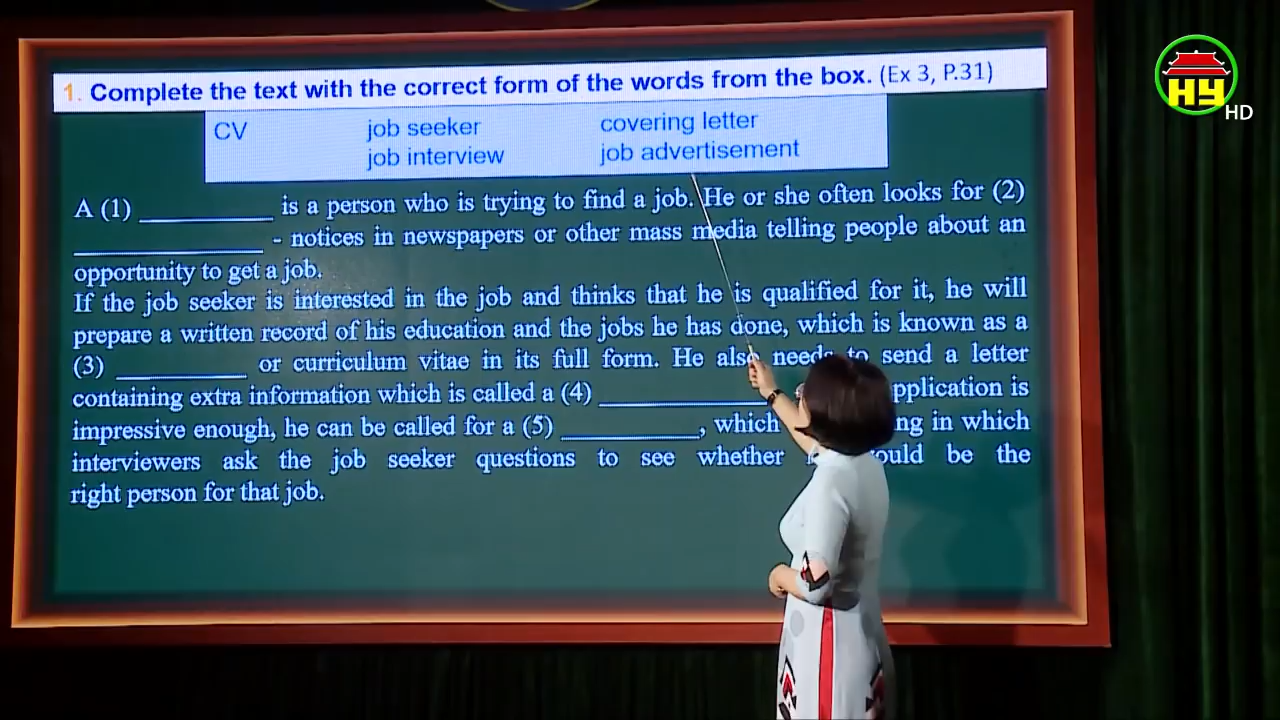 1. Complete the text with the correct form of the words from the box. (Ex 3, P.31)
CV job seeker covering letter
job interview job advertisement
A (1) __________ is a person who is trying to find a job. He or she often looks for (2)
______________ - notices in newspapers or other mass media telling people about an
opportunity to get a job.
If the job seeker is interested in the job and thinks that he is qualified for it, he will
prepare a written record of his education and the jobs he has done, which is known as a
(3) __________ or curriculum vitae in its full form. He also needs to send a letter
containing extra information which is called a (4) ______________ application is
impressive enough, he can be called for a (5) __________, which in which
interviewers ask the job seeker questions to see whether be the
right person for that job.
HY
HD